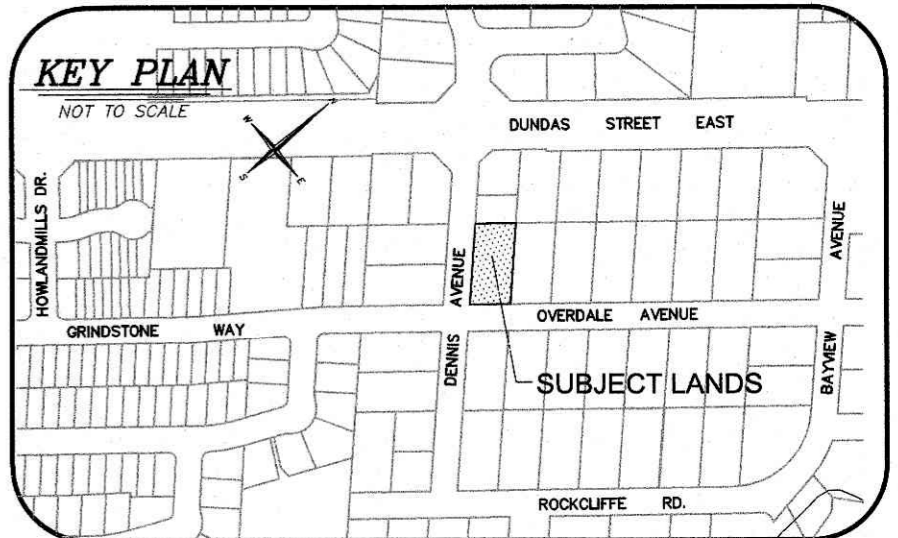 KEY PLAN
NOT TO SCALE
N
W
S
E
DUNDAS STREET EAST
HOWLANDMILLS DR.
AVENUE
AVENUE
GRINDSTONE WAY
OVERDALE AVENUE
DENNIS
BAYVIEW
SUBJECT LANDS
ROCKCLIFFE RD.